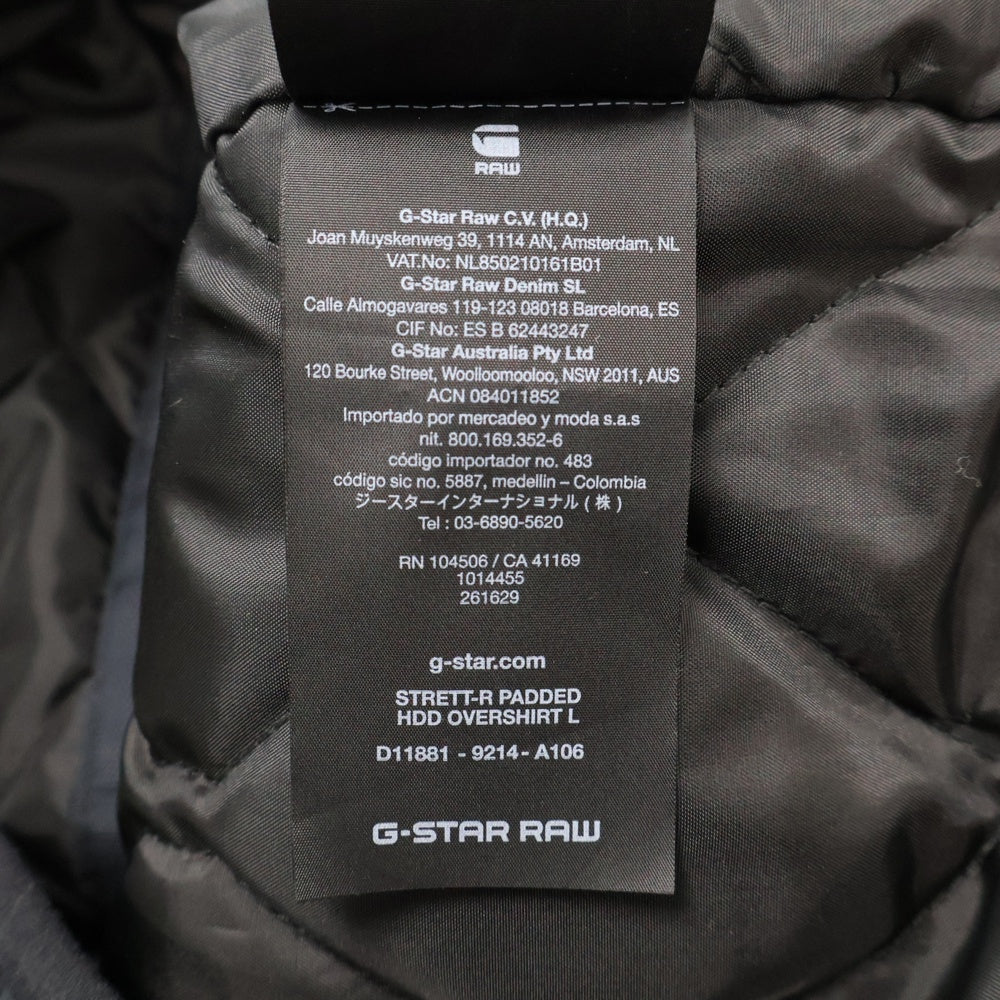 RAW
G-Star Raw C.V. (H.Q.)
Joan Muyskenweg 39, 1114 AN, Amsterdam, NL
VAT.No: NL850210161B01
G-Star Raw Denim SL
Calle Almogavares 119-123 08018 Barcelona, ES
CIF No: ES B 62443247
G-Star Australia Pty Ltd
120 Bourke Street, Woolloomooloo, NSW 2011, AUS
ACN 084011852
Importado por mercadeo y moda s.a.s
nit. 800.169.352-6
código importador no. 483
código sic no. 5887, medellin – Colombia
ジースターインターナショナル (株)
Tel : 03-6890-5620
RN 104506 / CA 41169
1014455
261629
g-star.com
STRETT-R PADDED
HDD OVERSHIRT L
D11881 - 9214- A106
G-STAR RAW